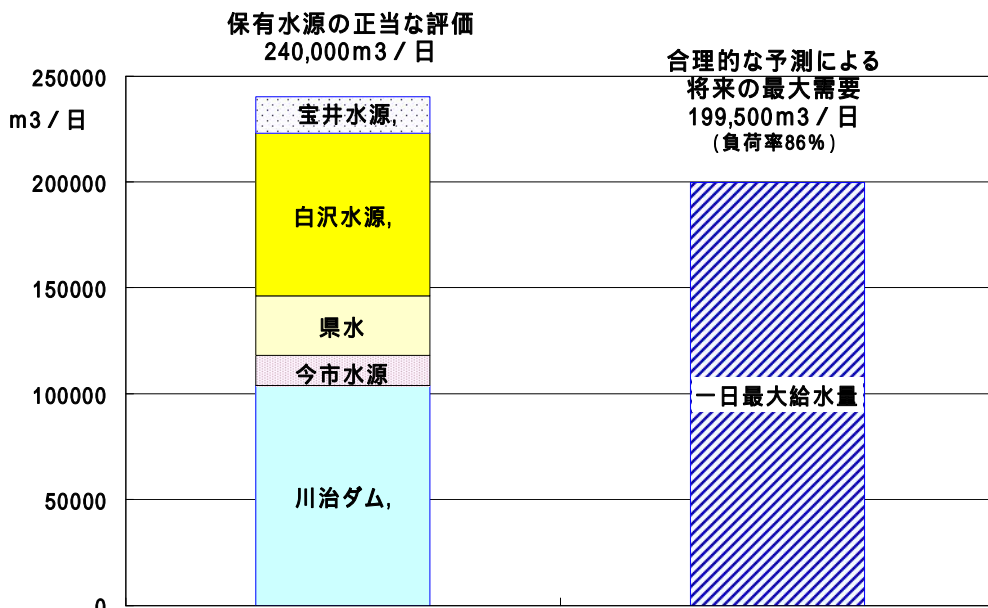 保有水源の正当な評価
240,000m3／日
合理的な予測による
将来の最大需要
199,500m3／日
(負荷率86%)
250000
m3／日
200000
150000
100000
50000
0
宝井水源,
白沢水源,
県水
今市水源
川治ダム,
一日最大給水量